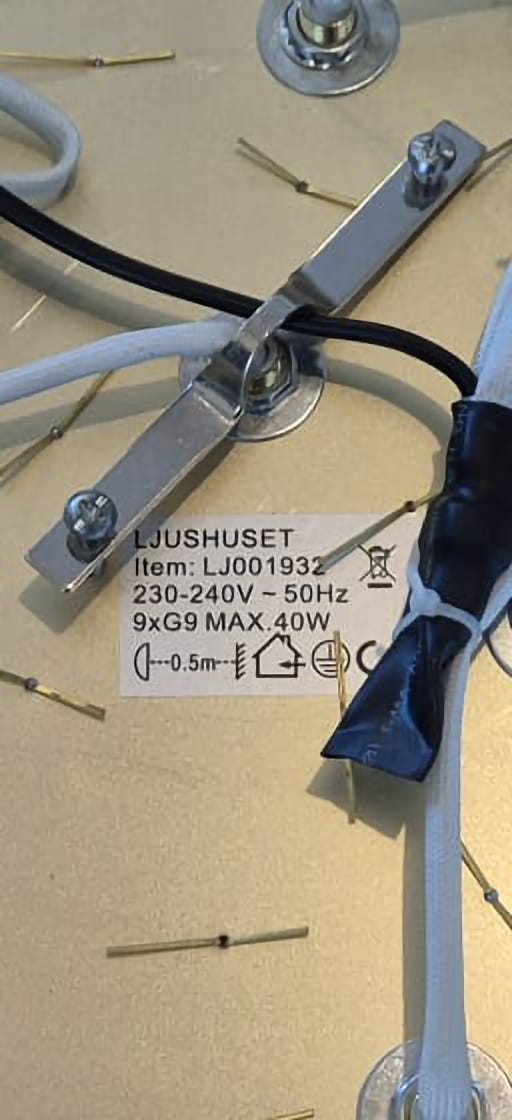 LJUSHUSET
Item: LJ001932
230-240V ~ 50Hz
9xG9 MAX.40W
0.5m